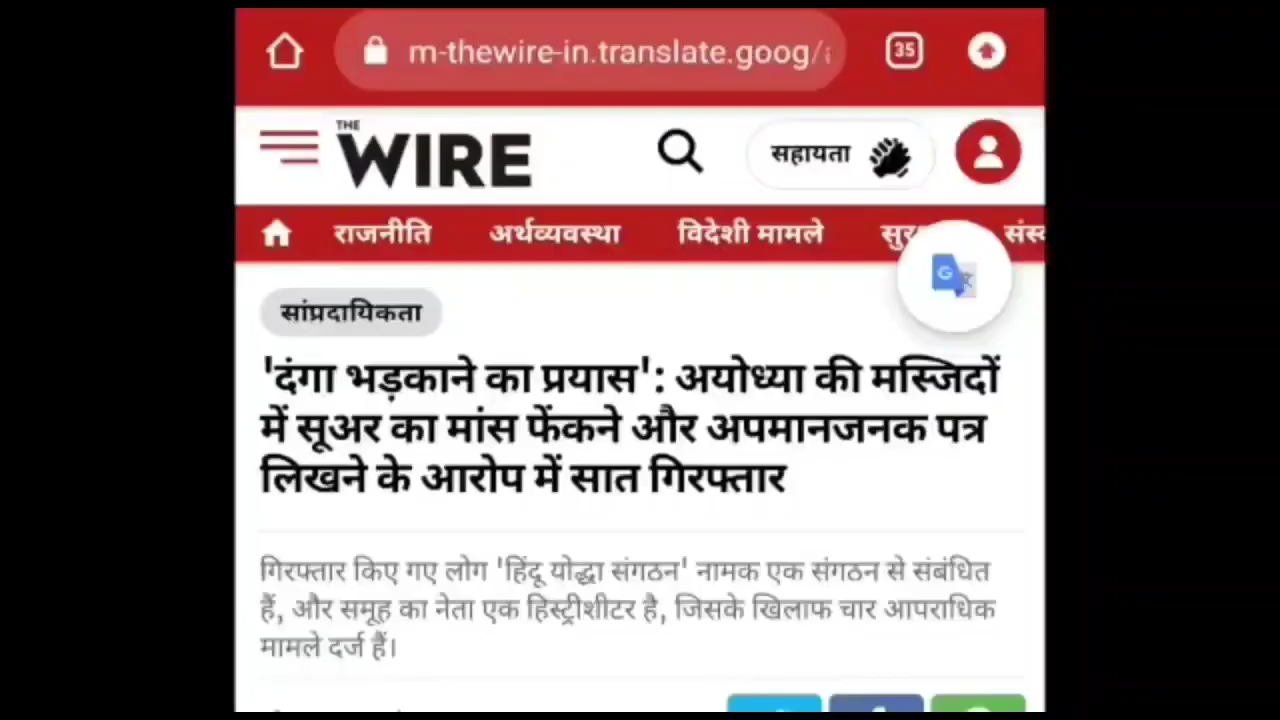 m-thewire-in.translate.goog/
35
THE
WIRE
सहायता
राजनीति अर्थव्यवस्था विदेशी मामले
सांप्रदायिकता
'दंगा भड़काने का प्रयास': अयोध्या की मस्जिदों
में सूअर का मांस फेंकने और अपमानजनक पत्र
लिखने के आरोप में सात गिरफ्तार
गिरफ्तार किए गए लोग 'हिंदू योद्धा संगठन' नामक एक संगठन से संबंधित
हैं, और समूह का नेता एक हिस्ट्रीशीटर है, जिसके खिलाफ चार आपराधिक
मामले दर्ज हैं।